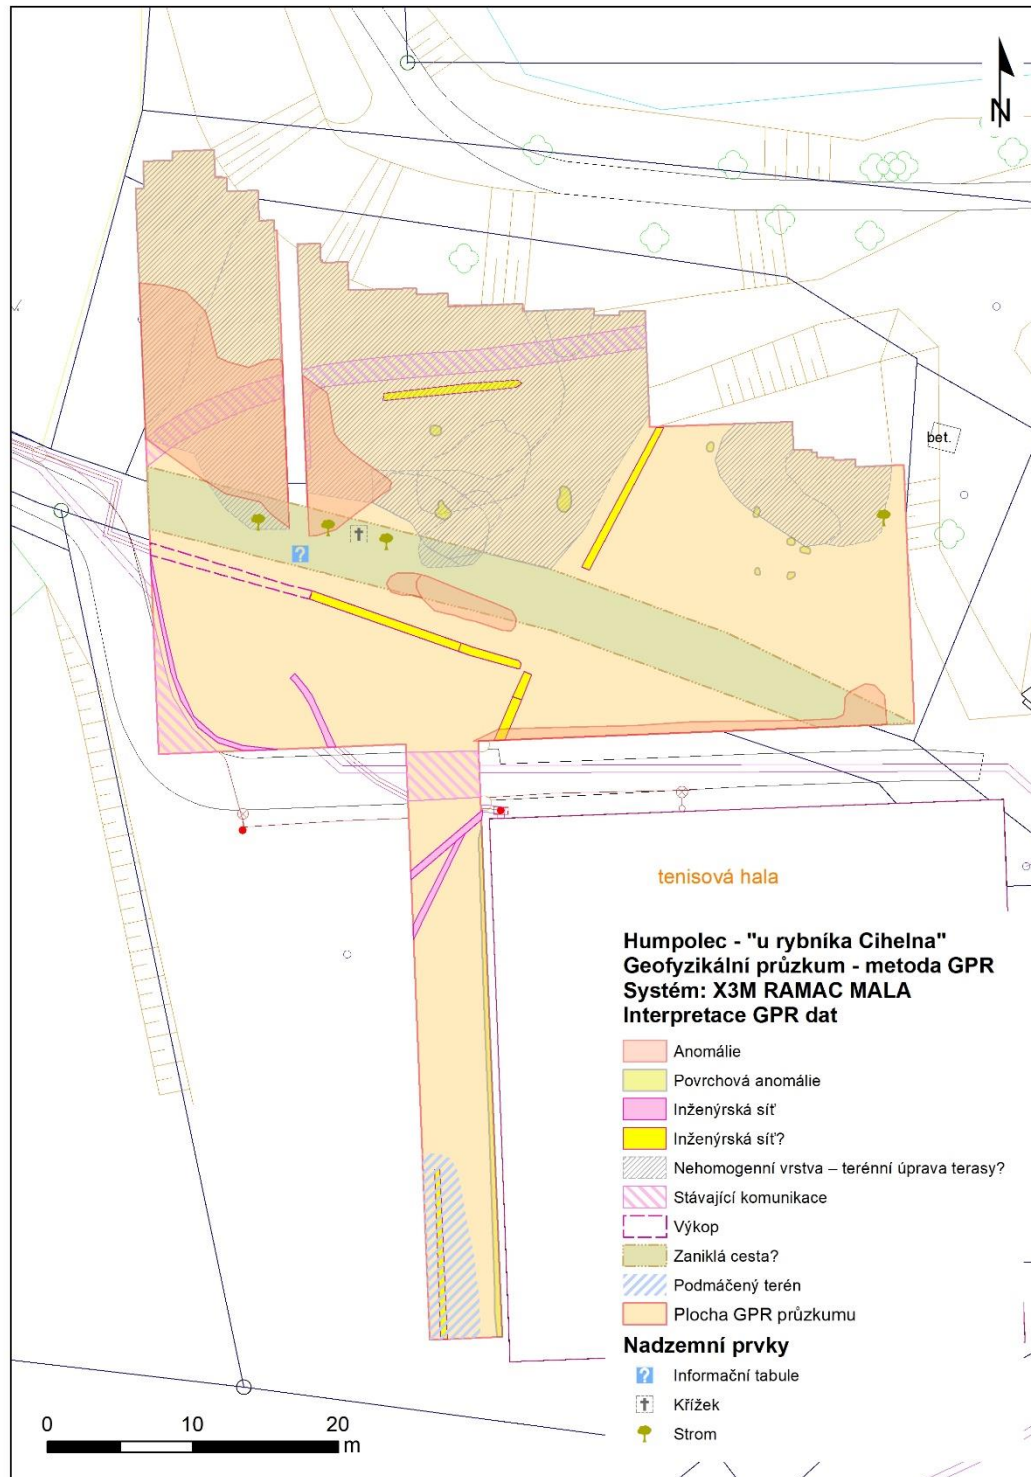 N
bet.
?
?
tenisová hala
Humpolec - "u rybníka Cihelna"
Geofyzikální průzkum - metoda GPR
Systém: X3M RAMAC MALA
Interpretace GPR dat
Anomálie
Povrchová anomálie
Inženýrská síť
Inženýrská síť?
Nehomogenní vrstva – terénní úprava terasy?
Stávající komunikace
Výkop
Zaniklá cesta?
Podmáčený terén
Plocha GPR průzkumu
Nadzemní prvky
Informační tabule
Křížek
Strom
0 10 20
m